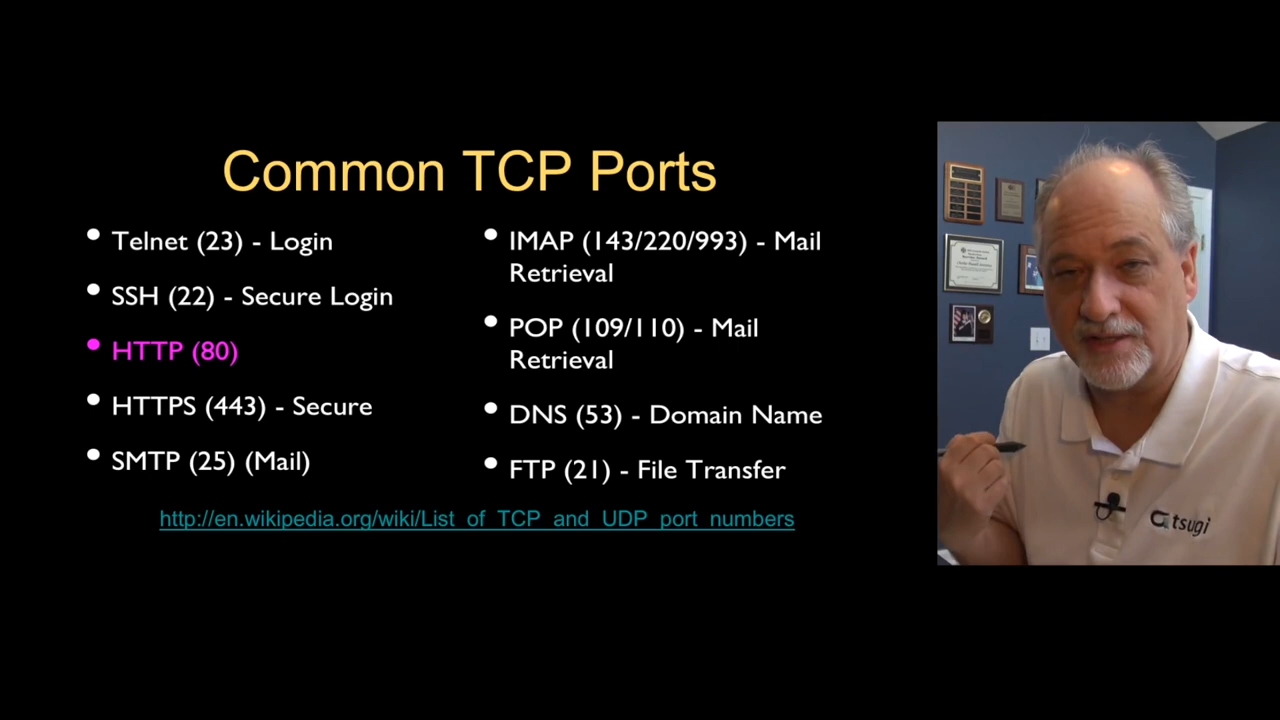 Common TCP Ports
• Telnet (23) - Login
• SSH (22) - Secure Login
• HTTP (80)
• HTTPS (443) - Secure
• SMTP (25) (Mail)
• IMAP (143/220/993) - Mail
Retrieval
• POP (109/110) - Mail
Retrieval
• DNS (53) - Domain Name
• FTP (21) - File Transfer
http://en.wikipedia.org/wiki/List_of_TCP_and_UDP_port_numbers
tsugi